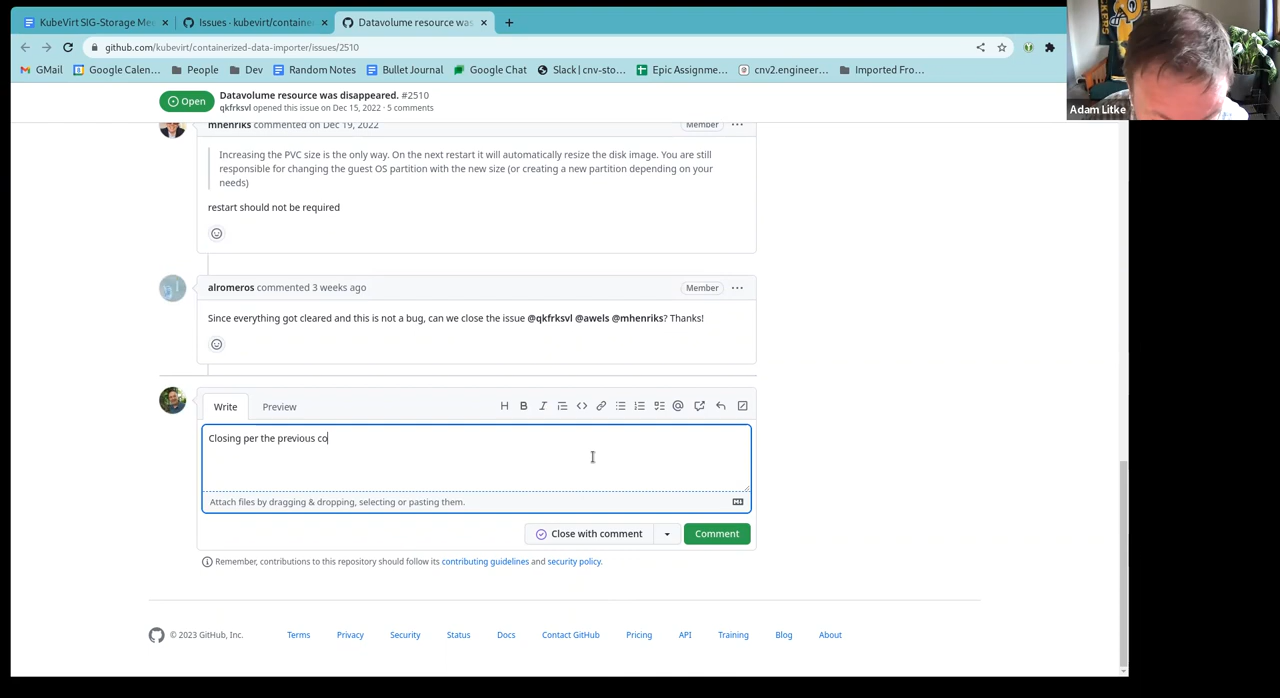 KubeVirt SIG-Storage Me
Issues · kubevirt/containe
Datavolume resource was
github.com/kubevirt/containerized-data-importer/issues/2510
GMail
Google Calen…
People
Dev
Random Notes
Bullet Journal
Google Chat
Slack | cnv-sto…
Epic Assignme…
cnv2.engineer…
Imported Fro…
Adam Litke
Open
Datavolume resource was disappeared. #2510
qkfrksvl opened this issue on Dec 15, 2022 · 5 comments
mhenriks commented on Dec 19, 2022
Member
Increasing the PVC size is the only way. On the next restart it will automatically resize the disk image. You are still
responsible for changing the guest OS partition with the new size (or creating a new partition depending on your
needs)
restart should not be required
alromeros commented 3 weeks ago
Member
Since everything got cleared and this is not a bug, can we close the issue @qkfrksvl @awels @mhenriks? Thanks!
Write
Preview
Closing per the previous co
Attach files by dragging & dropping, selecting or pasting them.
Close with comment
Comment
Remember, contributions to this repository should follow its contributing guidelines and security policy.
© 2023 GitHub, Inc.
Terms
Privacy
Security
Status
Docs
Contact GitHub
Pricing
API
Training
Blog
About